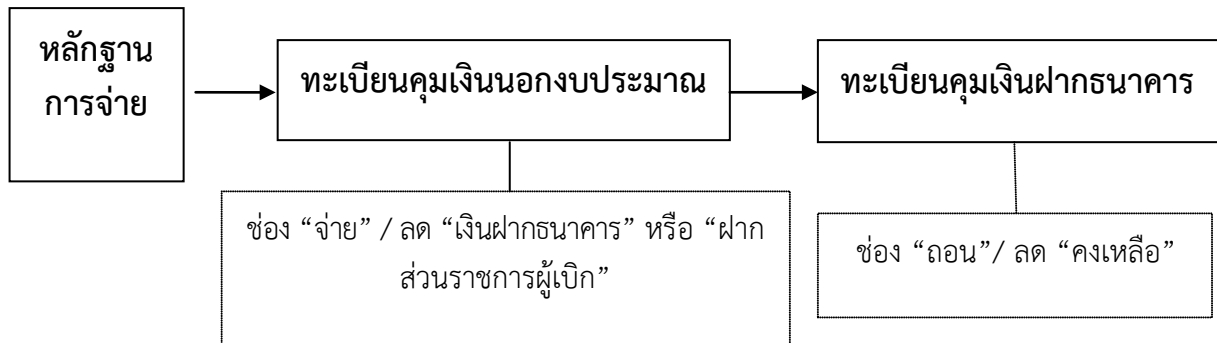 หลักฐาน
การจ่าย
ทะเบียนคุมเงินนอกงบประมาณ
ทะเบียนคุมเงินฝากธนาคาร
ช่อง “จ่าย” / ลด “เงินฝากธนาคาร” หรือ “ฝาก
ส่วนราชการผู้เบิก”
ช่อง “ถอน”/ ลด “คงเหลือ”